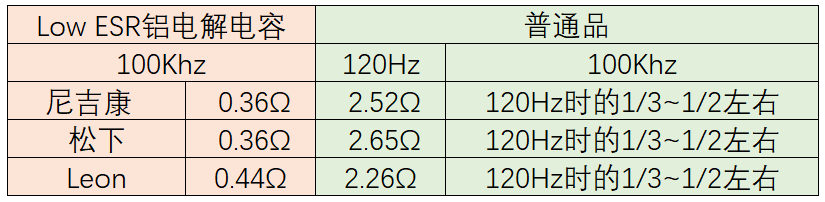 Low ESR铝电解电容 普通品
100Khz 120Hz 100Khz
尼吉康 0.36Ω 2.52Ω 120Hz时的1/3~1/2左右
松下 0.36Ω 2.65Ω 120Hz时的1/3~1/2左右
Leon 0.44Ω 2.26Ω 120Hz时的1/3~1/2左右